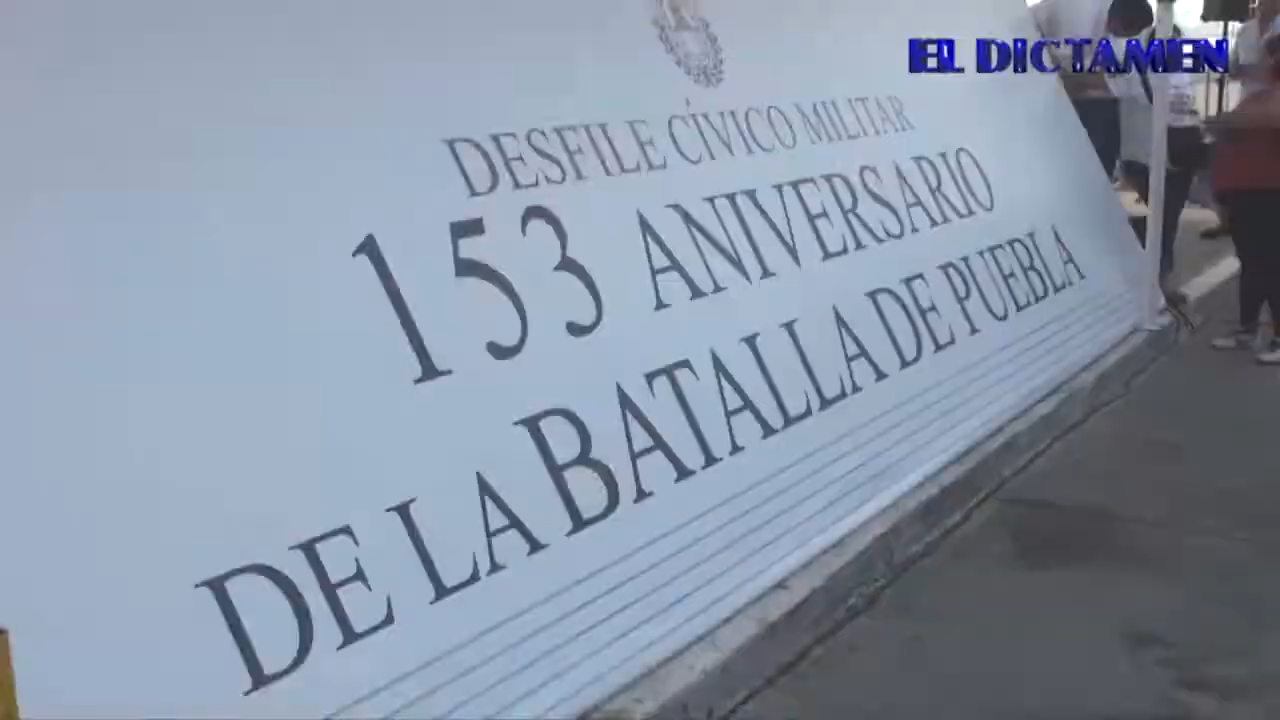 EL DICTAMEN
DESFILE CÍVICO MILITAR
153 ANIVERSARIO
DE LA BATALLA DE PUEBLA